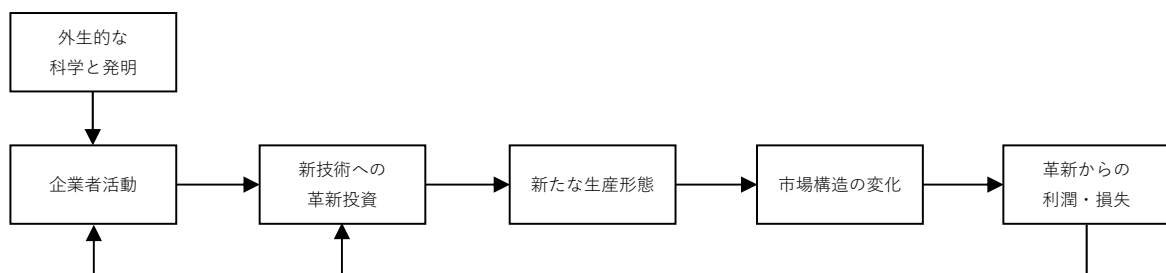 外生的な
科学と発明
企業者活動
新技術への
革新投資
新たな生産形態
市場構造の変化
革新からの
利潤・損失